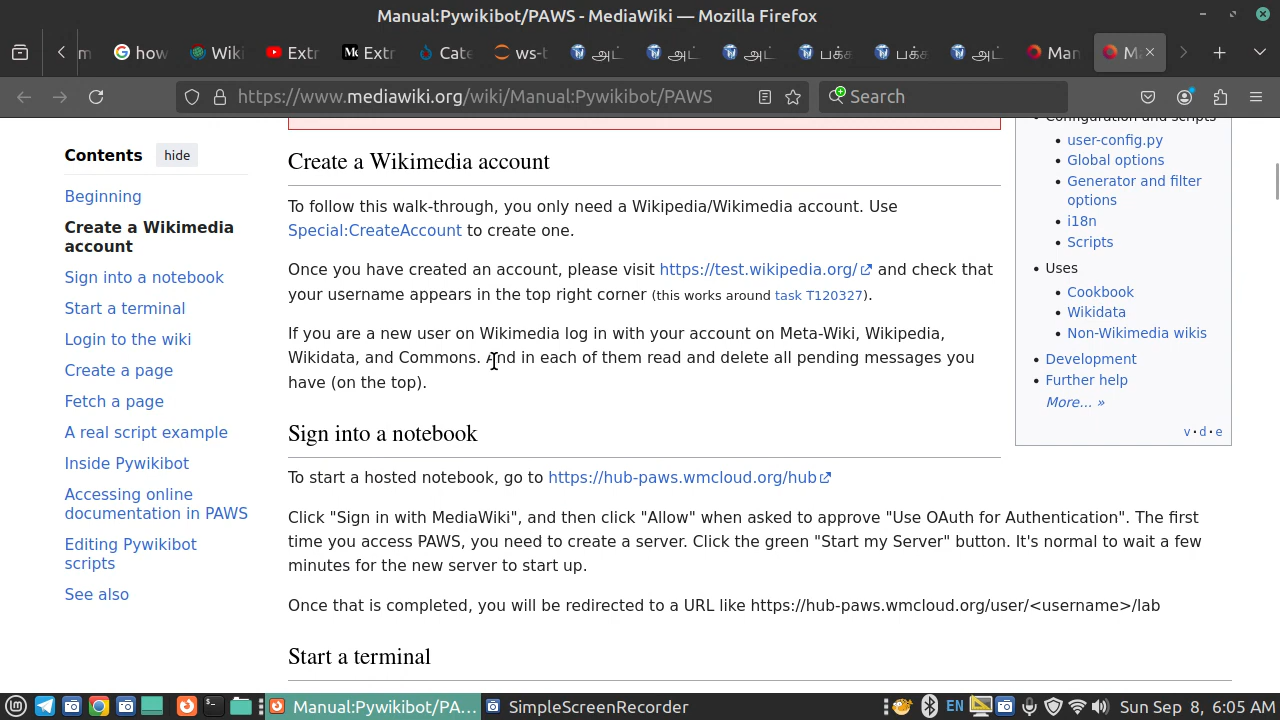 Manual:Pywikibot/PAWS - MediaWiki — Mozilla Firefox
how
Wiki
Extr
Extr
Cate
ws-t
அட்
அட்
அட்
பக்க
பக்க
அட்
Man
M
https://www.mediawiki.org/wiki/Manual:Pywikibot/PAWS
Search
Contents
hide
Beginning
Create a Wikimedia
account
Sign into a notebook
Start a terminal
Login to the wiki
Create a page
Fetch a page
A real script example
Inside Pywikibot
Accessing online
documentation in PAWS
Editing Pywikibot
scripts
See also
Create a Wikimedia account
To follow this walk-through, you only need a Wikipedia/Wikimedia account. Use
Special:CreateAccount to create one.
Once you have created an account, please visit https://test.wikipedia.org/ and check that
your username appears in the top right corner (this works around task T120327).
If you are a new user on Wikimedia log in with your account on Meta-Wiki, Wikipedia,
Wikidata, and Commons. And in each of them read and delete all pending messages you
have (on the top).
Sign into a notebook
To start a hosted notebook, go to https://hub-paws.wmcloud.org/hub
Click "Sign in with MediaWiki", and then click "Allow" when asked to approve "Use OAuth for Authentication". The first
time you access PAWS, you need to create a server. Click the green "Start my Server" button. It's normal to wait a few
minutes for the new server to start up.
Once that is completed, you will be redirected to a URL like https://hub-paws.wmcloud.org/user/<username>/lab
Start a terminal
Configuration and scripts
user-config.py
Global options
Generator and filter
options
i18n
Scripts
Uses
Cookbook
Wikidata
Non-Wikimedia wikis
Development
Further help
More... »
v · d · e
Manual:Pywikibot/PA...
SimpleScreenRecorder
EN
Sun Sep 8, 6:05 AM